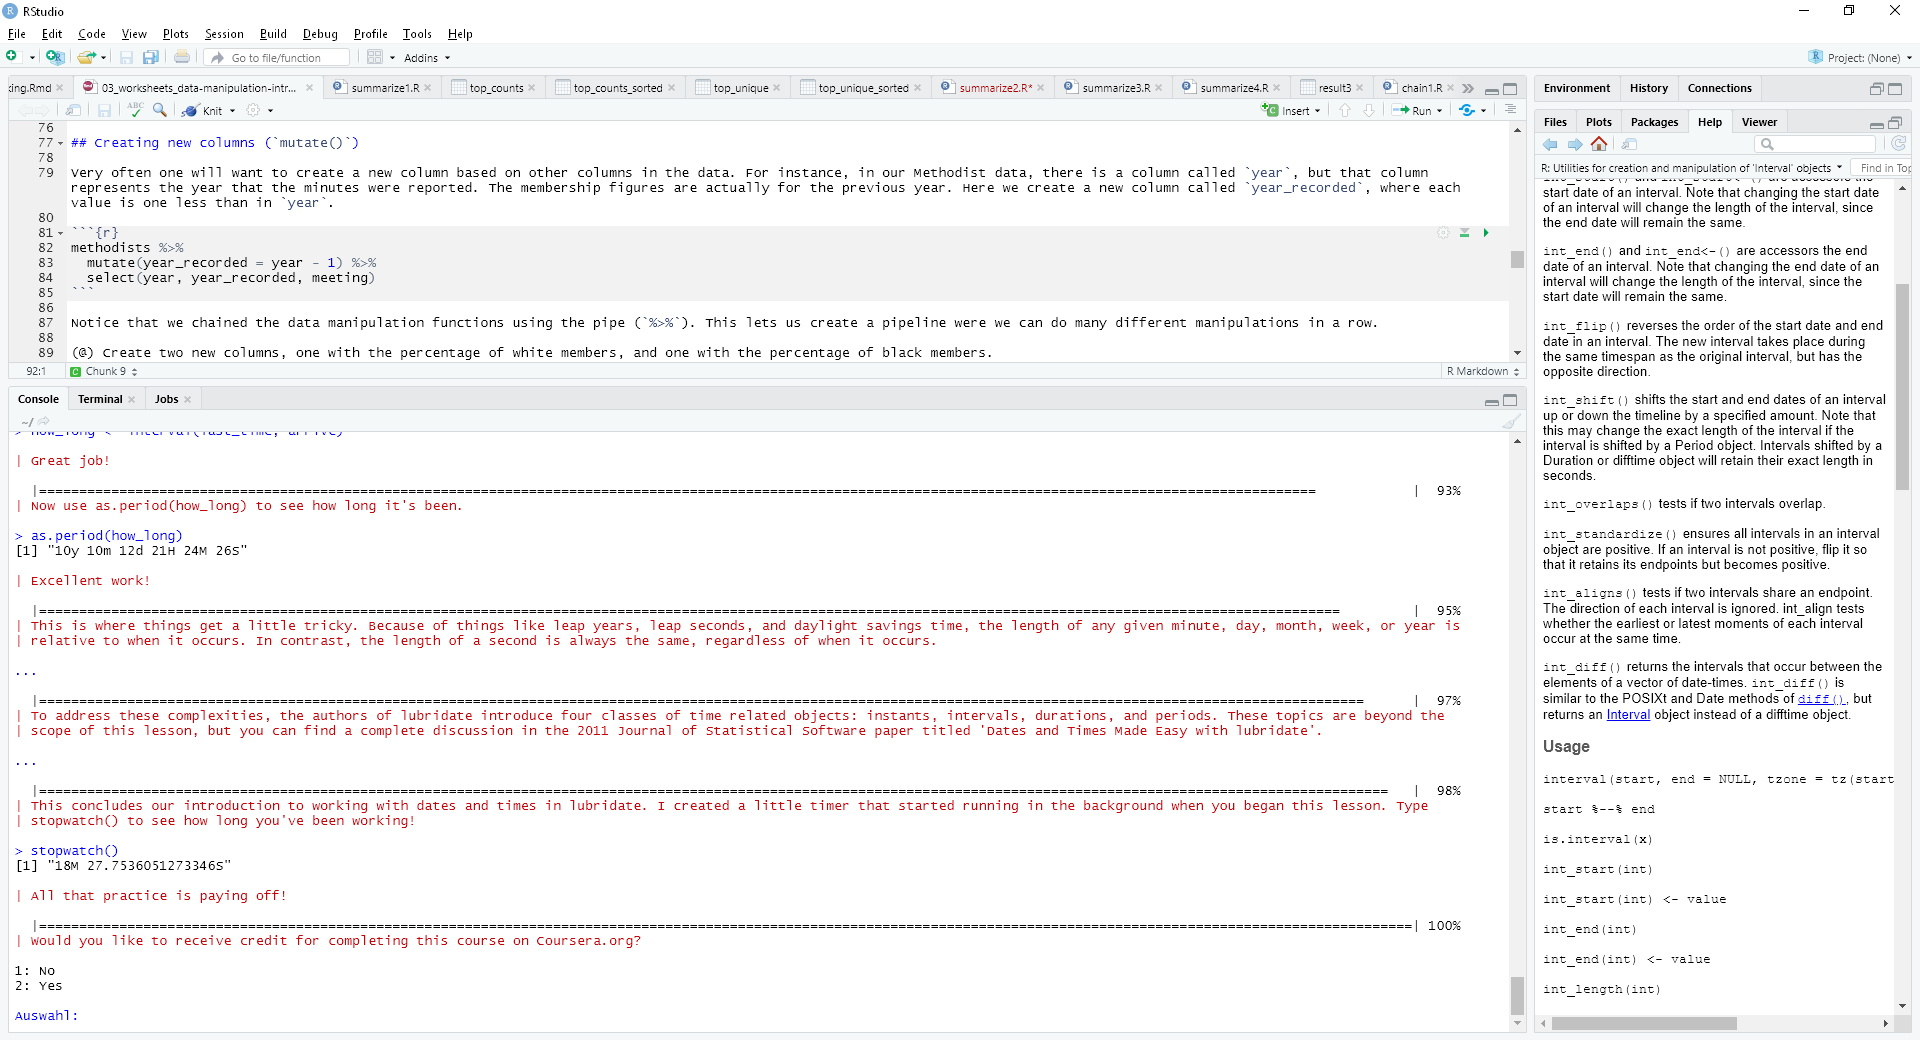 RStudio
File Edit Code View Plots Session Build Debug Profile Tools Help
Go to file/function Addins Project: (None)
king.Rmd 03_worksheets_data-manipulation-intr... summarize1.R top_counts top_counts_sorted top_unique top_unique_sorted summarize2.R* summarize3.R summarize4.R result3 chain1.R
ABC Knit Insert Run
76
77 ## Creating new columns (`mutate()`)
78
79 Very often one will want to create a new column based on other columns in the data. For instance, in our Methodist data, there is a column called `year`, but that column
represents the year that the minutes were reported. The membership figures are actually for the previous year. Here we create a new column called `year_recorded`, where each
value is one less than in `year`.
80
81 ```{r}
82 methodists %>%
83 mutate(year_recorded = year - 1) %>%
84 select(year, year_recorded, meeting)
85 ```
86
87 Notice that we chained the data manipulation functions using the pipe (`%>%`). This lets us create a pipeline were we can do many different manipulations in a row.
88
89 (@) Create two new columns, one with the percentage of white members, and one with the percentage of black members.
92:1 C Chunk 9 R Markdown
Console Terminal Jobs
~/
> how_long <- interval(last_time, arrive)
| Great job!
|==============================| 93%
| Now use as.period(how_long) to see how long it's been.
> as.period(how_long)
[1] "10y 10m 12d 21H 24M 26S"
| Excellent work!
|==============================| 95%
| This is where things get a little tricky. Because of things like leap years, leap seconds, and daylight savings time, the length of any given minute, day, month, week, or year is
| relative to when it occurs. In contrast, the length of a second is always the same, regardless of when it occurs.
...
|==============================| 97%
| To address these complexities, the authors of lubridate introduce four classes of time related objects: instants, intervals, durations, and periods. These topics are beyond the
| scope of this lesson, but you can find a complete discussion in the 2011 Journal of Statistical Software paper titled 'Dates and Times Made Easy with lubridate'.
...
|==============================| 98%
| This concludes our introduction to working with dates and times in lubridate. I created a little timer that started running in the background when you began this lesson. Type
| stopwatch() to see how long you've been working!
> stopwatch()
[1] "18M 27.7536051273346S"
| All that practice is paying off!
|==============================| 100%
| Would you like to receive credit for completing this course on Coursera.org?
1: No
2: Yes
Auswahl:
Environment History Connections
Files Plots Packages Help Viewer
R: Utilities for creation and manipulation of 'Interval' objects Find in Top
int_start() and int_start<-() are accessors the
start date of an interval. Note that changing the start date
of an interval will change the length of the interval, since
the end date will remain the same.
int_end() and int_end<-() are accessors the end
date of an interval. Note that changing the end date of an
interval will change the length of the interval, since the
start date will remain the same.
int_flip() reverses the order of the start date and end
date in an interval. The new interval takes place during
the same timespan as the original interval, but has the
opposite direction.
int_shift() shifts the start and end dates of an interval
up or down the timeline by a specified amount. Note that
this may change the exact length of the interval if the
interval is shifted by a Period object. Intervals shifted by a
Duration or difftime object will retain their exact length in
seconds.
int_overlaps() tests if two intervals overlap.
int_standardize() ensures all intervals in an interval
object are positive. If an interval is not positive, flip it so
that it retains its endpoints but becomes positive.
int_aligns() tests if two intervals share an endpoint.
The direction of each interval is ignored. int_align tests
whether the earliest or latest moments of each interval
occur at the same time.
int_diff() returns the intervals that occur between the
elements of a vector of date-times. int_diff() is
similar to the POSIXt and Date methods of diff(), but
returns an Interval object instead of a difftime object.
Usage
interval(start, end = NULL, tzone = tz(start
start %--% end
is.interval(x)
int_start(int)
int_start(int) <- value
int_end(int)
int_end(int) <- value
int_length(int)